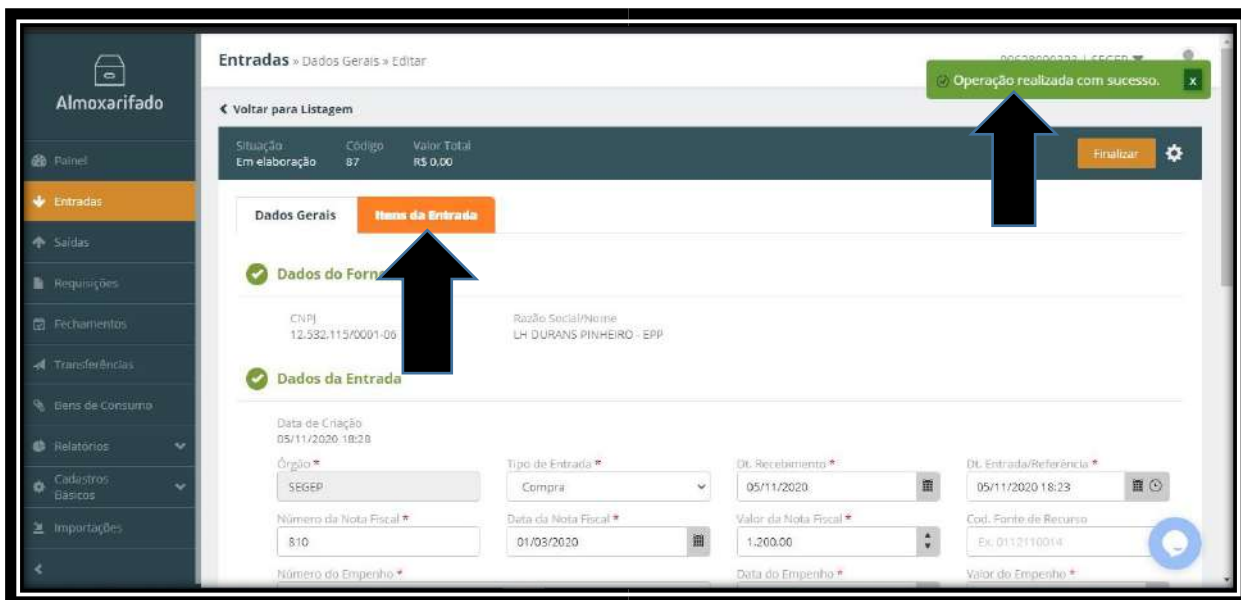 Almoxarifado
Painel
Entradas
Saídas
Requisições
Fechamentos
Transferências
Bens de Consumo
Relatórios
Cadastros
Básicos
Importações
Entradas » Dados Gerais » Editar
Operação realizada com sucesso. x
Voltar para Listagem
Situação Código Valor Total
Em elaboração 87 R$ 0,00
Finalizar
Dados Gerais Itens da Entrada
Dados do
CNPJ Razão Social/Nome
12.532.115/0001-06 LH DURANS PINHEIRO - EPP
Dados da Entrada
Data de Criação
05/11/2020 18:28
Órgão * Tipo de Entrada * Dt. Recebimento * Dt. Entrada/Referência *
SEGEP Compra 05/11/2020 05/11/2020 18:23
Número da Nota Fiscal * Data da Nota Fiscal * Valor da Nota Fiscal * Cod. Fonte de Recurso
810 01/03/2020 1.200,00 Ex: 0112110014
Número do Empenho * Data do Empenho * Valor do Empenho *